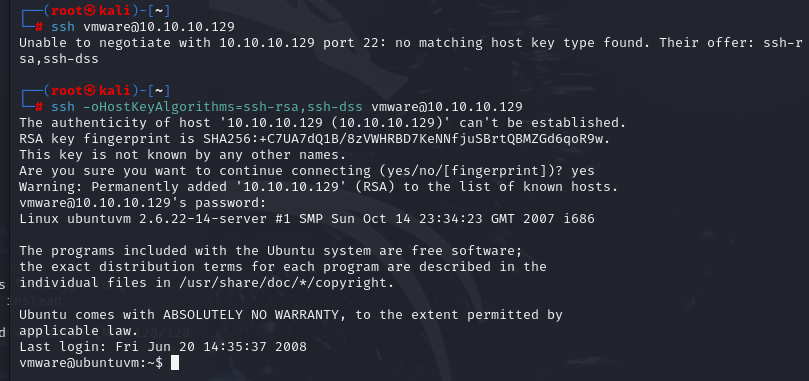 ┌──(root㉿kali)-[~]
└─# ssh vmware@10.10.10.129
Unable to negotiate with 10.10.10.129 port 22: no matching host key type found. Their offer: ssh-r
sa,ssh-dss
┌──(root㉿kali)-[~]
└─# ssh -oHostKeyAlgorithms=ssh-rsa,ssh-dss vmware@10.10.10.129
The authenticity of host '10.10.10.129 (10.10.10.129)' can't be established.
RSA key fingerprint is SHA256:+C7UA7dQ1B/8zVWHRBD7KeNNfjuSBrtQBMZGd6qoR9w.
This key is not known by any other names.
Are you sure you want to continue connecting (yes/no/[fingerprint])? yes
Warning: Permanently added '10.10.10.129' (RSA) to the list of known hosts.
vmware@10.10.10.129's password:
Linux ubuntuvm 2.6.22-14-server #1 SMP Sun Oct 14 23:34:23 GMT 2007 i686
The programs included with the Ubuntu system are free software;
the exact distribution terms for each program are described in the
s
individual files in /usr/share/doc/*/copyright.
instead
Ubuntu comes with ABSOLUTELY NO WARRANTY, to the extent permitted by
d
applicable law.
Last login: Fri Jun 20 14:35:37 2008
vmware@ubuntuvm:~$